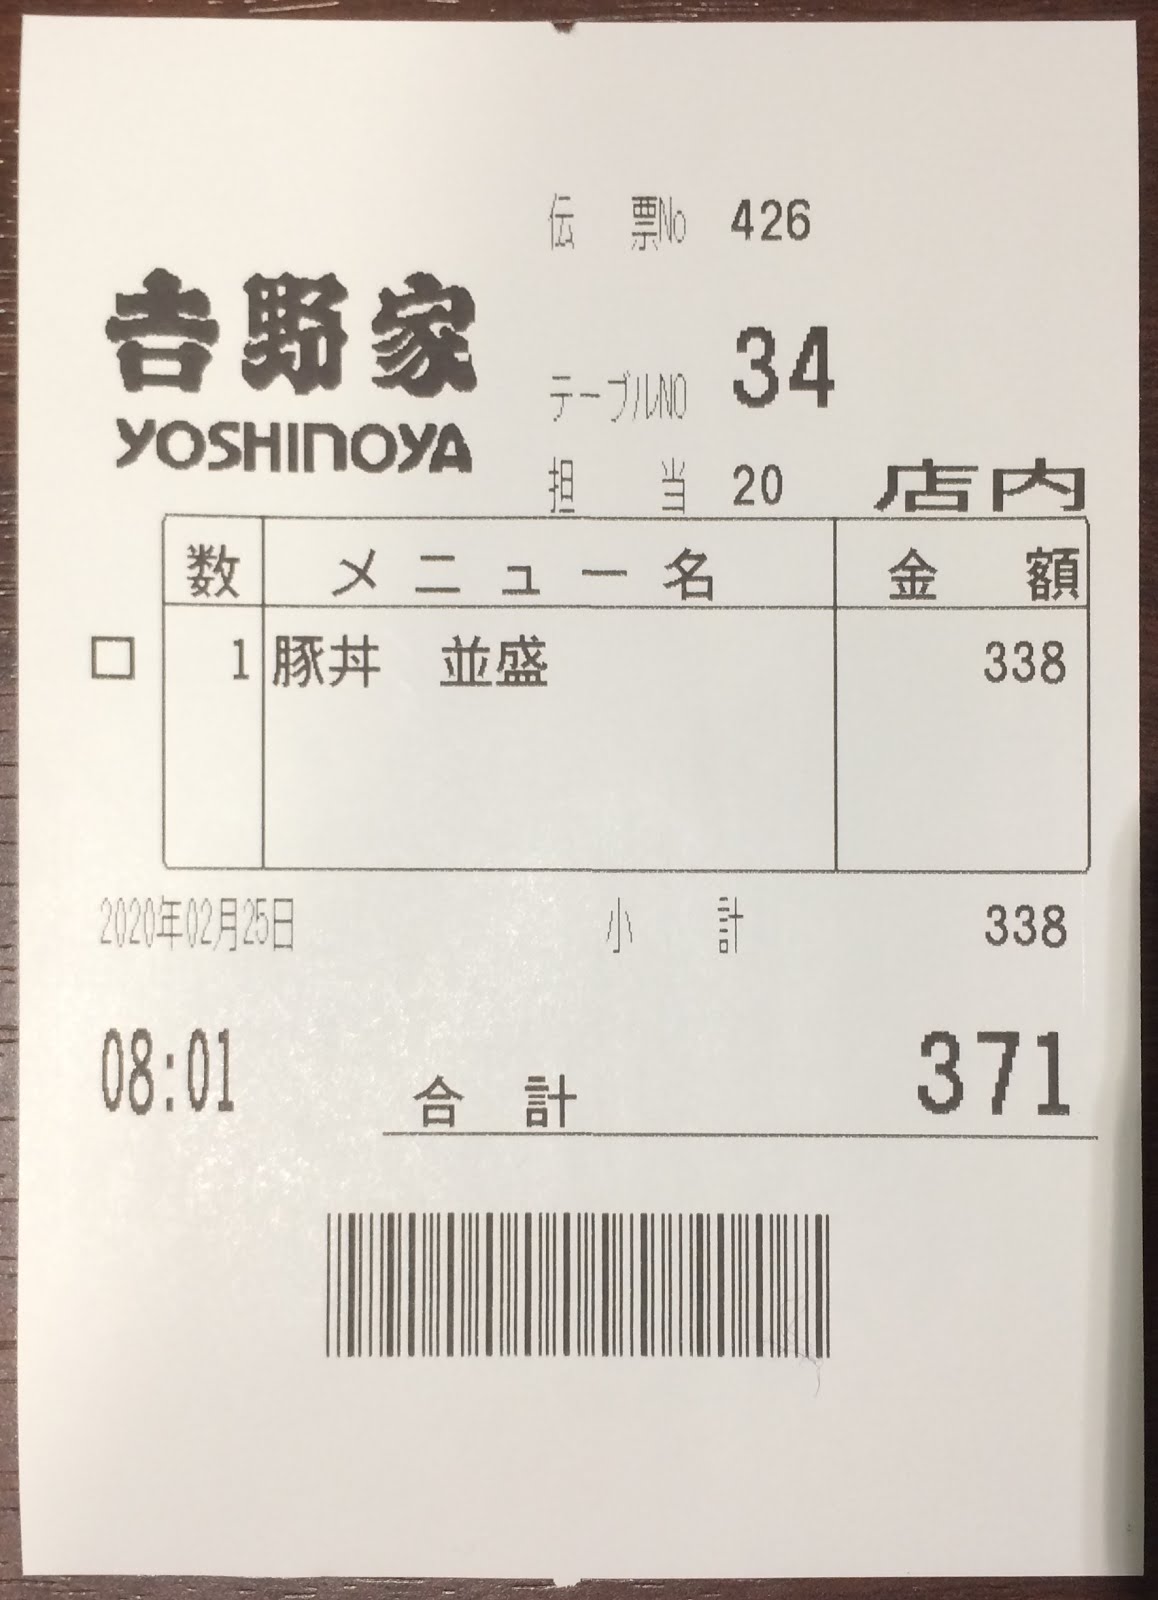 伝 票No 426
吉野家
YOSHINOYA
テーブルNO 34
担 当 20 店内
数 メニュー名 金 額
□ 1 豚丼 並盛 338
2020年02月25日 小 計 338
08:01 合 計 371